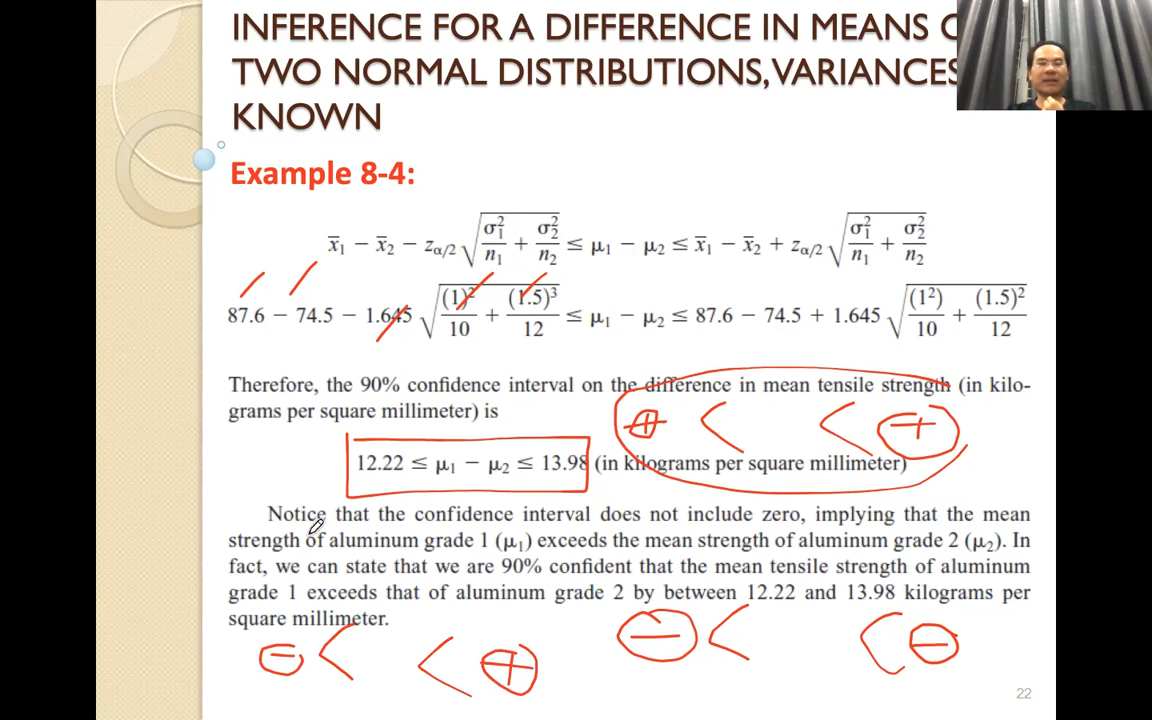 INFERENCE FOR A DIFFERENCE IN MEANS
TWO NORMAL DISTRIBUTIONS, VARIANCES
KNOWN
Example 8-4:
x̄₁ − x̄₂ − z_α/2 √(σ₁²/n₁ + σ₂²/n₂) ≤ μ₁ − μ₂ ≤ x̄₁ − x̄₂ + z_α/2 √(σ₁²/n₁ + σ₂²/n₂)
87.6 − 74.5 − 1.645 √((1)²/10 + (1.5)³/12) ≤ μ₁ − μ₂ ≤ 87.6 − 74.5 + 1.645 √((1²)/10 + (1.5)²/12)
Therefore, the 90% confidence interval on the difference in mean tensile strength (in kilo-
grams per square millimeter) is
+ < < +
12.22 ≤ μ₁ − μ₂ ≤ 13.98 (in kilograms per square millimeter)
Notice that the confidence interval does not include zero, implying that the mean
strength of aluminum grade 1 (μ₁) exceeds the mean strength of aluminum grade 2 (μ₂). In
fact, we can state that we are 90% confident that the mean tensile strength of aluminum
grade 1 exceeds that of aluminum grade 2 by between 12.22 and 13.98 kilograms per
square millimeter.
− < < + − < < −
22